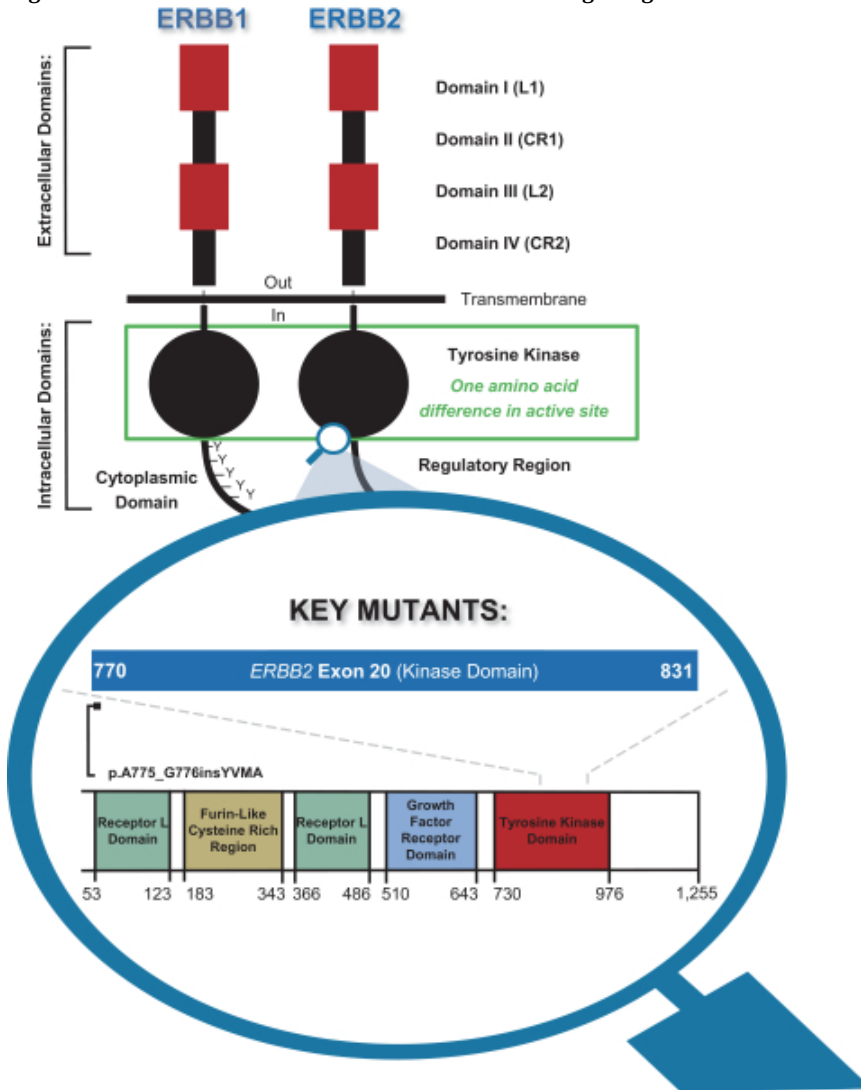 ERBB1
ERBB2
Extracellular Domains:
Domain I (L1)
Domain II (CR1)
Domain III (L2)
Domain IV (CR2)
Out
Transmembrane
In
Intracellular Domains:
Tyrosine Kinase
One amino acid
difference in active site
Y
Y
Y
Y
Y
Y
Cytoplasmic
Domain
Regulatory Region
KEY MUTANTS:
770 ERBB2 Exon 20 (Kinase Domain) 831
p.A775_G776insYVMA
Receptor L
Domain
Furin-Like
Cysteine Rich
Region
Receptor L
Domain
Growth
Factor
Receptor
Domain
Tyrosine Kinase
Domain
53 123 183 343 366 486 510 643 730 976 1,255